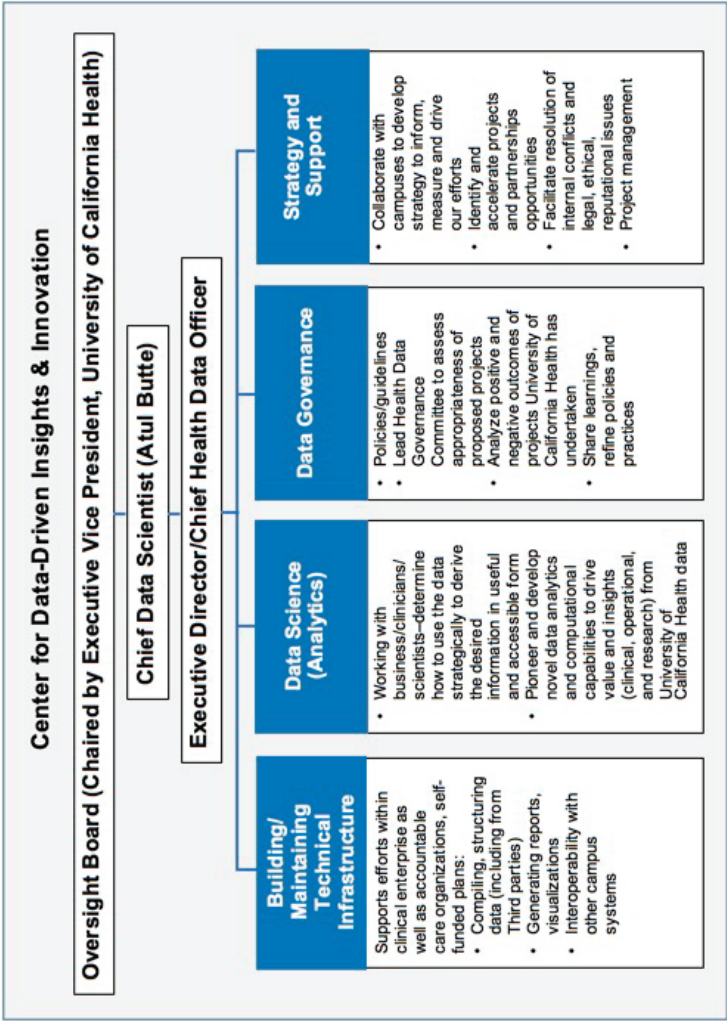 Center for Data-Driven Insights & Innovation
Oversight Board (Chaired by Executive Vice President, University of California Health)
Chief Data Scientist (Atul Butte)
Executive Director/Chief Health Data Officer
Building/
Maintaining
Technical
Infrastructure
Supports efforts within
clinical enterprise as
well as accountable
care organizations, self-
funded plans:
• Compiling, structuring
data (including from
Third parties)
• Generating reports,
visualizations
• Interoperability with
other campus
systems
Data Science
(Analytics)
• Working with
business/clinicians/
scientists–determine
how to use the data
strategically to derive
the desired
information in useful
and accessible form
• Pioneer and develop
novel data analytics
and computational
capabilities to drive
value and insights
(clinical, operational,
and research) from
University of
California Health data
Data Governance
• Policies/guidelines
• Lead Health Data
Governance
Committee to assess
appropriateness of
proposed projects
• Analyze positive and
negative outcomes of
projects University of
California Health has
undertaken
• Share learnings,
refine policies and
practices
Strategy and
Support
• Collaborate with
campuses to develop
strategy to inform,
measure and drive
our efforts
• Identify and
accelerate projects
and partnerships
opportunities
• Facilitate resolution of
internal conflicts and
legal, ethical,
reputational issues
• Project management